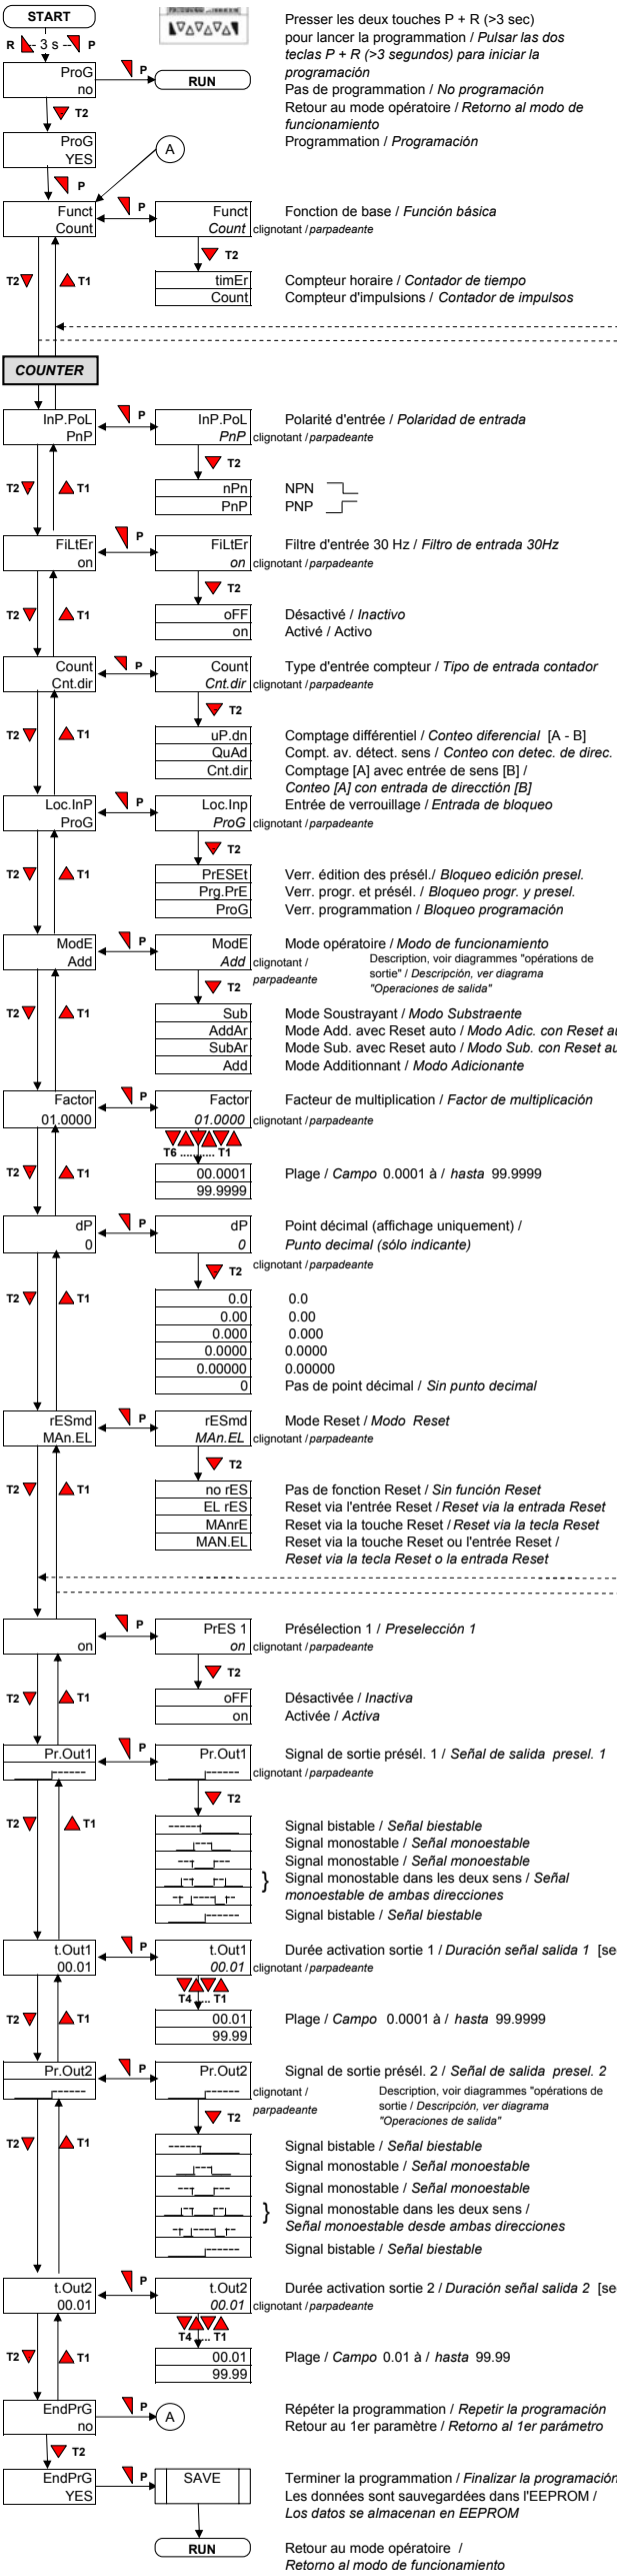 START
R -- 3 s -- P
Presser les deux touches P + R (>3 sec)
pour lancer la programmation / Pulsar las dos
teclas P + R (>3 segundos) para iniciar la
programación
ProG
no
P
RUN
Pas de programmation / No programación
Retour au mode opératoire / Retorno al modo de
funcionamiento
T2
ProG
YES
A
Programmation / Programación
P
Funct
Count
P
Funct
Count
clignotant / parpadeante
Fonction de base / Función básica
T2
T2
T1
timEr
Count
Compteur horaire / Contador de tiempo
Compteur d'impulsions / Contador de impulsos
COUNTER
InP.PoL
PnP
P
InP.PoL
PnP
clignotant / parpadeante
Polarité d'entrée / Polaridad de entrada
T2
T2
T1
nPn
PnP
NPN
PNP
FiLtEr
on
P
FiLtEr
on
clignotant / parpadeante
Filtre d'entrée 30 Hz / Filtro de entrada 30Hz
T2
T2
T1
oFF
on
Désactivé / Inactivo
Activé / Activo
Count
Cnt.dir
P
Count
Cnt.dir
clignotant / parpadeante
Type d'entrée compteur / Tipo de entrada contador
T2
T2
T1
uP.dn
QuAd
Cnt.dir
Comptage différentiel / Conteo diferencial [A - B]
Compt. av. détect. sens / Conteo con detec. de direc.
Comptage [A] avec entrée de sens [B] /
Conteo [A] con entrada de direcctión [B]
Loc.InP
ProG
P
Loc.Inp
ProG
clignotant / parpadeante
Entrée de verrouillage / Entrada de bloqueo
T2
T2
T1
PrESEt
Prg.PrE
ProG
Verr. édition des présél./ Bloqueo edición presel.
Verr. progr. et présél. / Bloqueo progr. y presel.
Verr. programmation / Bloqueo programación
ModE
Add
P
ModE
Add
clignotant /
parpadeante
Mode opératoire / Modo de funcionamiento
Description, voir diagrammes "opérations de
sortie" / Descripción, ver diagrama
"Operaciones de salida"
T2
T2
T1
Sub
AddAr
SubAr
Add
Mode Soustrayant / Modo Substraente
Mode Add. avec Reset auto / Modo Adic. con Reset au
Mode Sub. avec Reset auto / Modo Sub. con Reset au
Mode Additionnant / Modo Adicionante
Factor
01.0000
P
Factor
01.0000
clignotant / parpadeante
Facteur de multiplication / Factor de multiplicación
T6 .......... T1
T2
T1
00.0001
99.9999
Plage / Campo 0.0001 à / hasta 99.9999
dP
0
P
dP
0
clignotant / parpadeante
Point décimal (affichage uniquement) /
Punto decimal (sólo indicante)
T2
T2
T1
0.0
0.00
0.000
0.0000
0.00000
0
0.0
0.00
0.000
0.0000
0.00000
Pas de point décimal / Sin punto decimal
rESmd
MAn.EL
P
rESmd
MAn.EL
clignotant / parpadeante
Mode Reset / Modo Reset
T2
T2
T1
no rES
EL rES
MAnrE
MAN.EL
Pas de fonction Reset / Sin función Reset
Reset via l'entrée Reset / Reset via la entrada Reset
Reset via la touche Reset / Reset via la tecla Reset
Reset via la touche Reset ou l'entrée Reset /
Reset via la tecla Reset o la entrada Reset
on
P
PrES 1
on
clignotant / parpadeante
Présélection 1 / Preselección 1
T2
T2
T1
oFF
on
Désactivée / Inactiva
Activée / Activa
Pr.Out1
P
Pr.Out1
clignotant / parpadeante
Signal de sortie présél. 1 / Señal de salida presel. 1
T2
T2
T1
Signal bistable / Señal biestable
Signal monostable / Señal monoestable
Signal monostable / Señal monoestable
} Signal monostable dans les deux sens / Señal
monoestable de ambas direcciones
Signal bistable / Señal biestable
t.Out1
00.01
P
t.Out1
00.01
clignotant / parpadeante
Durée activation sortie 1 / Duración señal salida 1 [se
T4 ... T1
T2
T1
00.01
99.99
Plage / Campo 0.0001 à / hasta 99.9999
Pr.Out2
P
Pr.Out2
clignotant /
parpadeante
Signal de sortie présél. 2 / Señal de salida presel. 2
Description, voir diagrammes "opérations de
sortie / Descripción, ver diagrama
"Operaciones de salida"
T2
T2
T1
Signal bistable / Señal biestable
Signal monostable / Señal monoestable
Signal monostable / Señal monoestable
} Signal monostable dans les deux sens /
Señal monoestable desde ambas direcciones
Signal bistable / Señal biestable
t.Out2
00.01
P
t.Out2
00.01
clignotant / parpadeante
Durée activation sortie 2 / Duración señal salida 2 [se
T4 ... T1
T2
T1
00.01
99.99
Plage / Campo 0.01 à / hasta 99.99
EndPrG
no
P
A
Répéter la programmation / Repetir la programación
Retour au 1er paramètre / Retorno al 1er parámetro
T2
EndPrG
YES
P
SAVE
Terminer la programmation / Finalizar la programación
Les données sont sauvegardées dans l'EEPROM /
Los datos se almacenan en EEPROM
RUN
Retour au mode opératoire /
Retorno al modo de funcionamiento